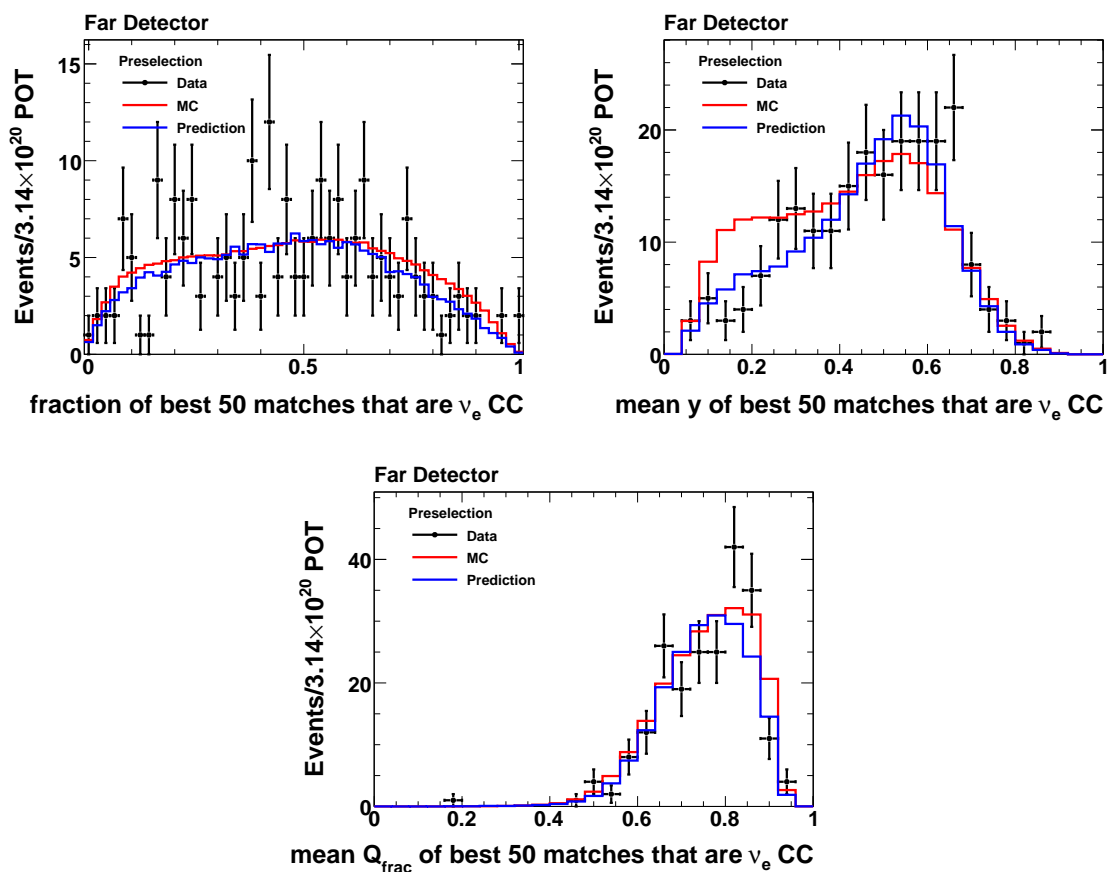 Far Detector
Preselection
Data
MC
Prediction
Events/3.14×10^20 POT
15
10
5
0
0 0.5 1
fraction of best 50 matches that are ν_e CC
Far Detector
Preselection
Data
MC
Prediction
Events/3.14×10^20 POT
20
10
0
0 0.2 0.4 0.6 0.8 1
mean y of best 50 matches that are ν_e CC
Far Detector
Preselection
Data
MC
Prediction
Events/3.14×10^20 POT
40
20
0
0 0.2 0.4 0.6 0.8 1
mean Q_frac of best 50 matches that are ν_e CC